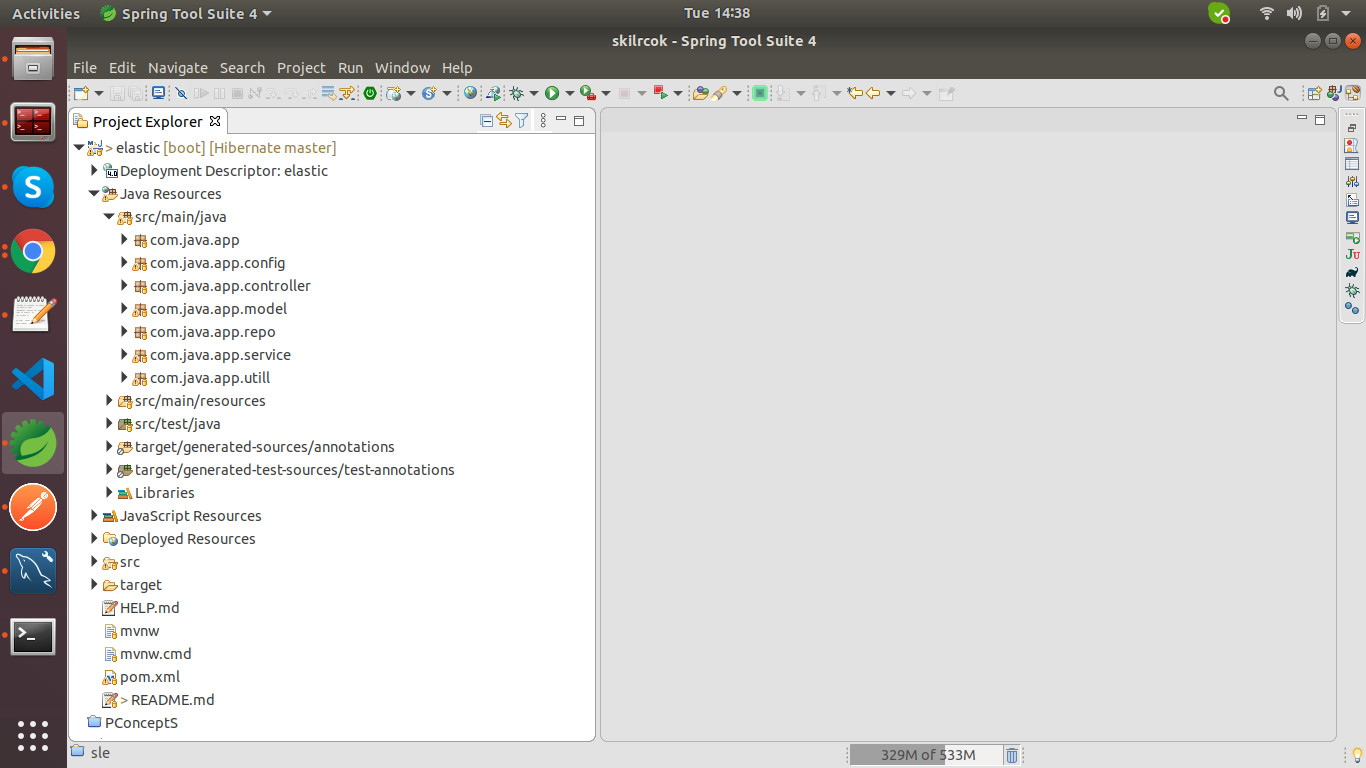 Activities Spring Tool Suite 4 Tue 14:38
skilrcok - Spring Tool Suite 4
File Edit Navigate Search Project Run Window Help
Project Explorer
> elastic [boot] [Hibernate master]
Deployment Descriptor: elastic
Java Resources
src/main/java
com.java.app
com.java.app.config
com.java.app.controller
com.java.app.model
com.java.app.repo
com.java.app.service
com.java.app.utill
src/main/resources
src/test/java
target/generated-sources/annotations
target/generated-test-sources/test-annotations
Libraries
JavaScript Resources
Deployed Resources
src
target
HELP.md
mvnw
mvnw.cmd
pom.xml
> README.md
PConceptS
sle 329M of 533M